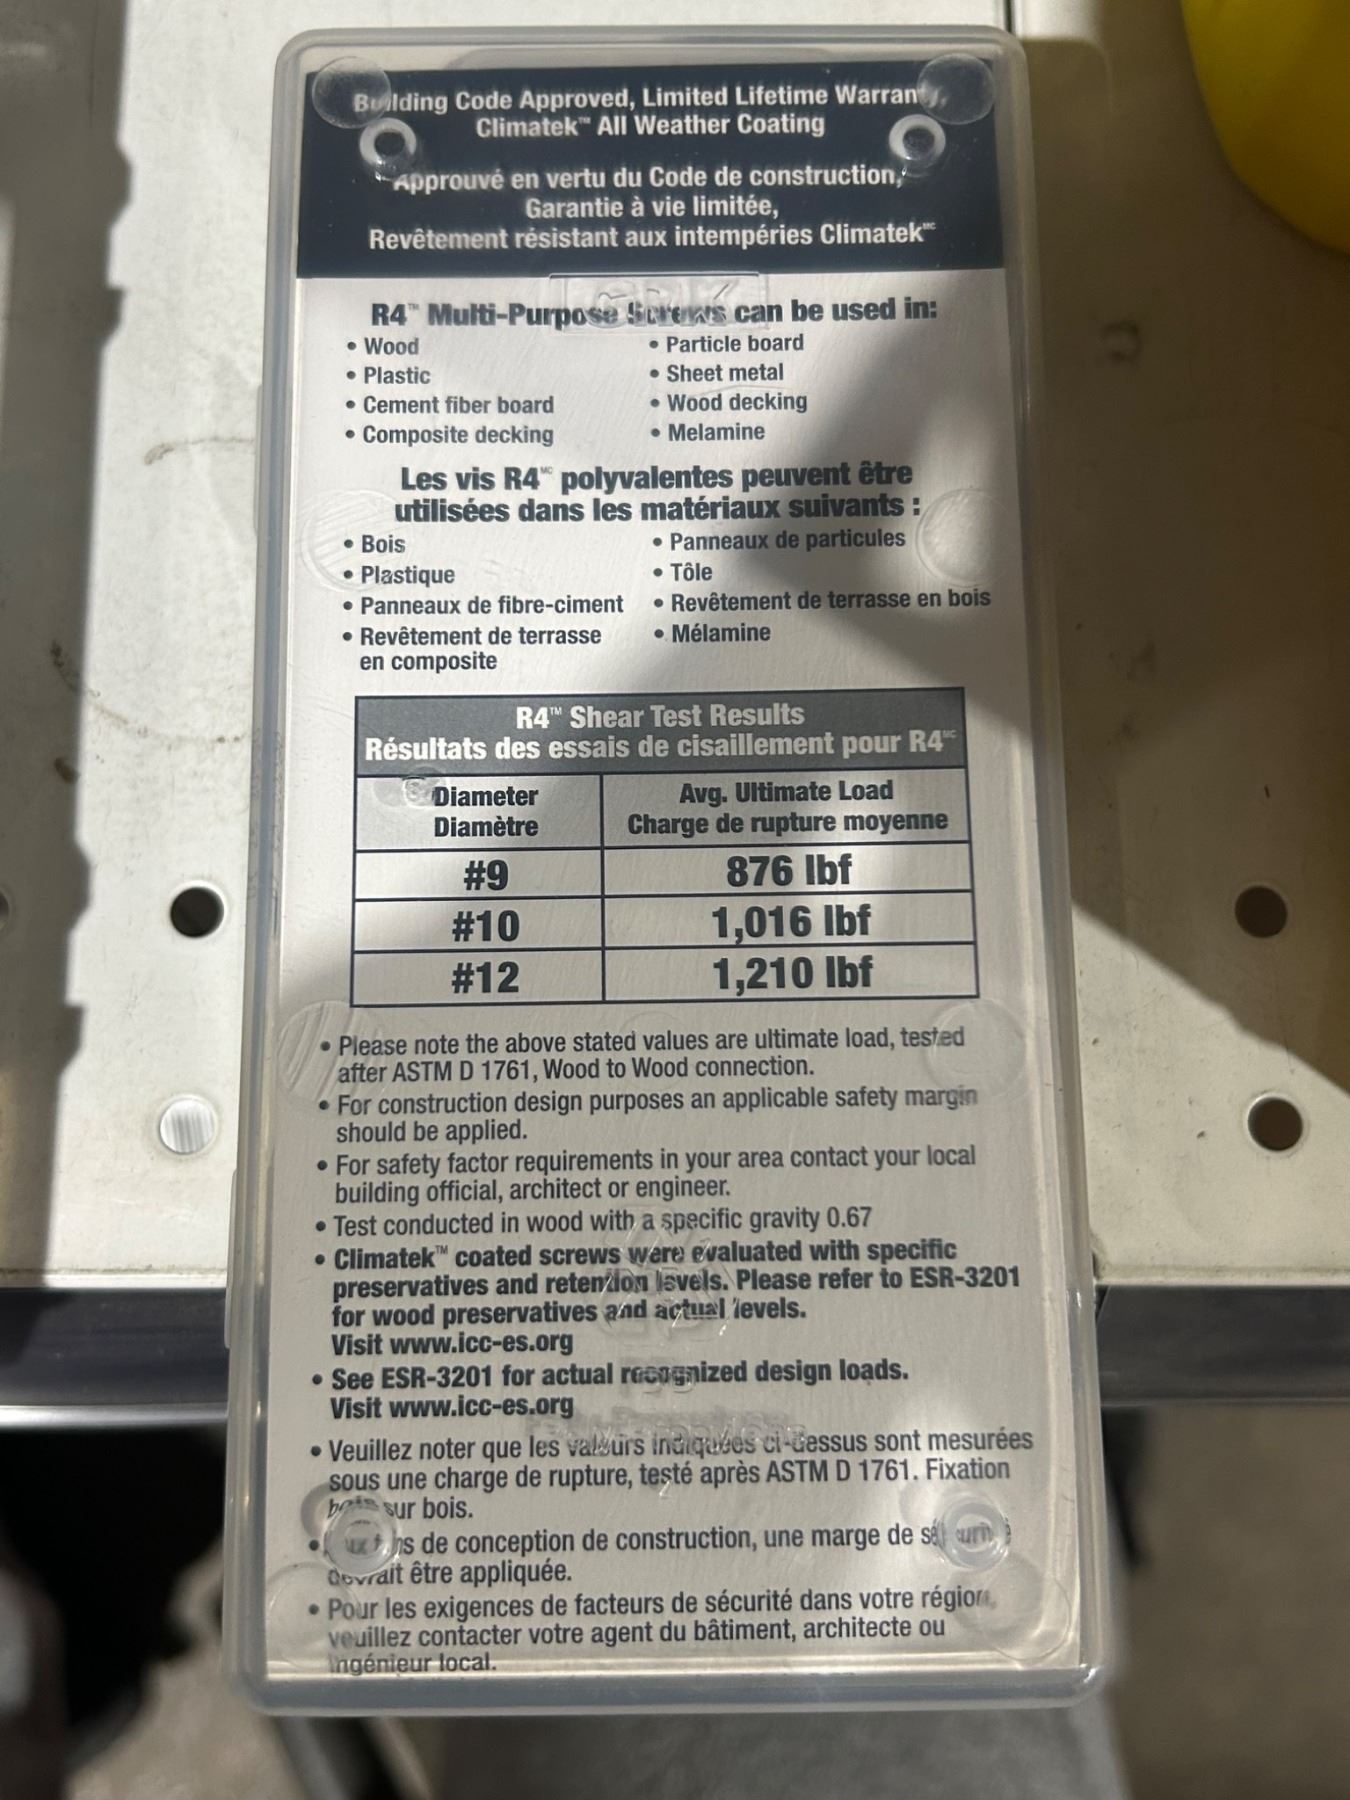 Building Code Approved, Limited Lifetime Warranty,
Climatek™ All Weather Coating
Approuvé en vertu du Code de construction,
Garantie à vie limitée,
Revêtement résistant aux intempéries Climatek MC
GRK
R4™ Multi-Purpose Screws can be used in:
• Wood
• Plastic
• Cement fiber board
• Composite decking
• Particle board
• Sheet metal
• Wood decking
• Melamine
Les vis R4 MC polyvalentes peuvent être
utilisées dans les matériaux suivants :
• Bois
• Plastique
• Panneaux de fibre-ciment
• Revêtement de terrasse
en composite
• Panneaux de particules
• Tôle
• Revêtement de terrasse en bois
• Mélamine
R4™ Shear Test Results
Résultats des essais de cisaillement pour R4 MC
Diameter
Diamètre
Avg. Ultimate Load
Charge de rupture moyenne
#9 876 lbf
#10 1,016 lbf
#12 1,210 lbf
• Please note the above stated values are ultimate load, tested
after ASTM D 1761, Wood to Wood connection.
• For construction design purposes an applicable safety margin
should be applied.
• For safety factor requirements in your area contact your local
building official, architect or engineer.
• Test conducted in wood with a specific gravity 0.67
• Climatek™ coated screws were evaluated with specific
preservatives and retention levels. Please refer to ESR-3201
for wood preservatives and actual levels.
Visit www.icc-es.org
• See ESR-3201 for actual recognized design loads.
Visit www.icc-es.org
• Veuillez noter que les valeurs indiquées ci-dessus sont mesurées
sous une charge de rupture, testé après ASTM D 1761. Fixation
bois sur bois.
• de conception de construction, une marge de sécurité
devrait être appliquée.
• Pour les exigences de facteurs de sécurité dans votre région,
veuillez contacter votre agent du bâtiment, architecte ou
ingénieur local.